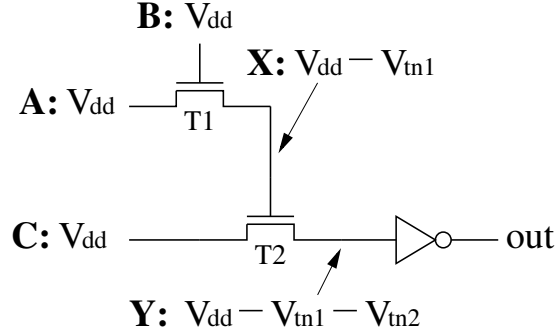 B: Vdd
X: Vdd − Vtn1
A: Vdd
T1
C: Vdd
T2
out
Y: Vdd − Vtn1 − Vtn2